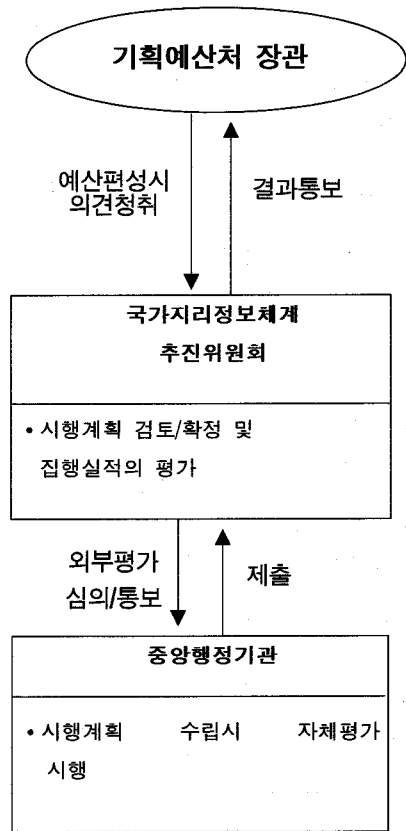 기획예산처 장관
예산편성시
의견청취
결과통보
국가지리정보체계
추진위원회
• 시행계획 검토/확정 및
집행실적의 평가
외부평가
심의/통보
제출
중앙행정기관
• 시행계획 수립시 자체평가
시행